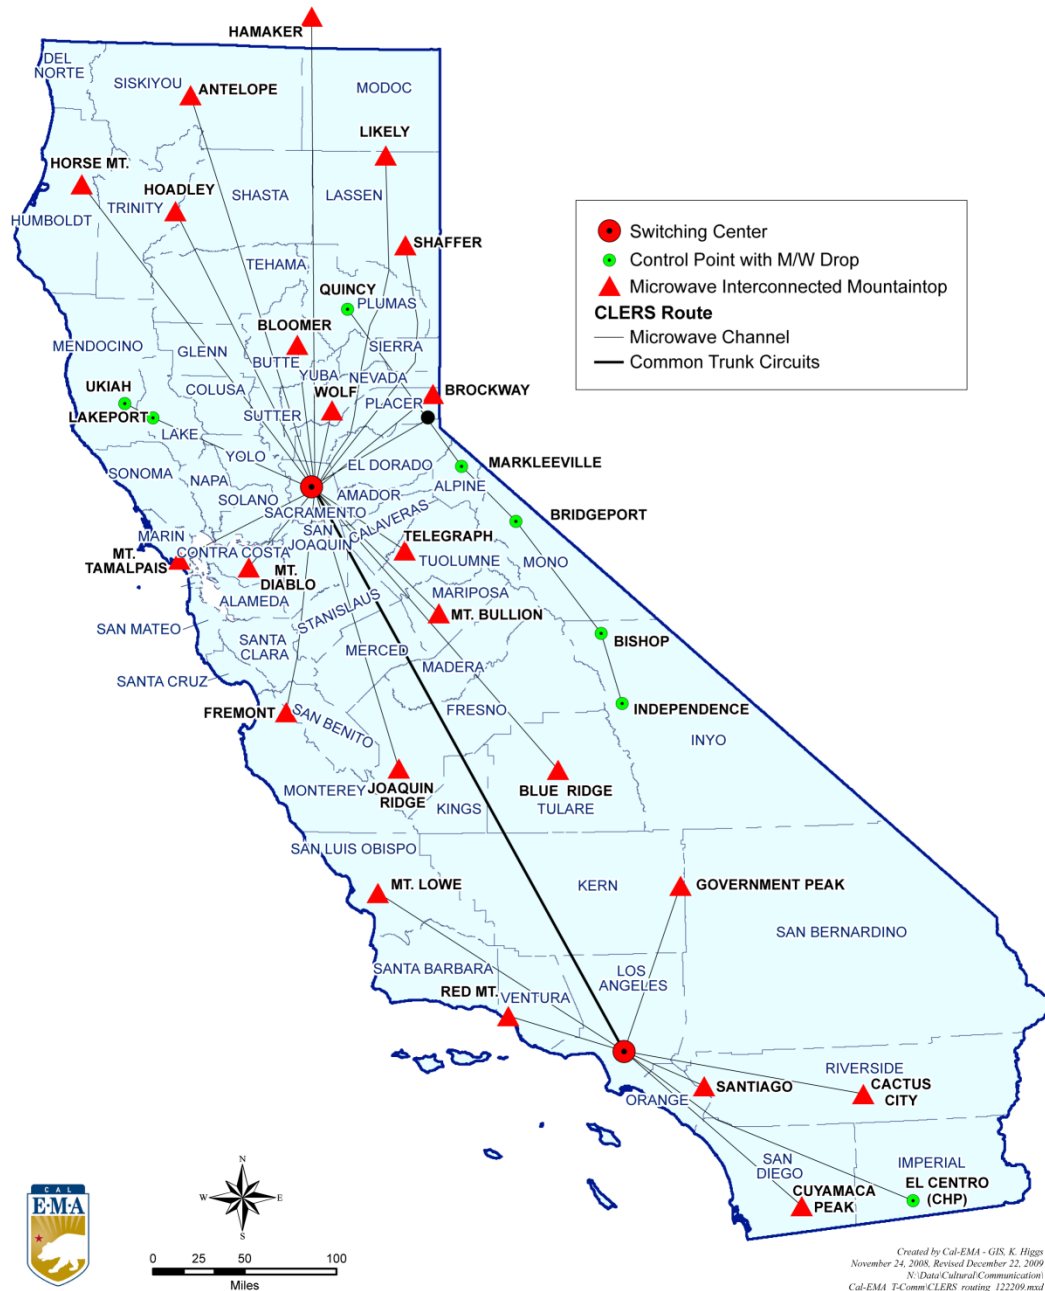 HAMAKER
DEL
NORTE
SISKIYOU
ANTELOPE
MODOC
LIKELY
HORSE MT.
HOADLEY
TRINITY
SHASTA
LASSEN
HUMBOLDT
SHAFFER
TEHAMA
QUINCY
PLUMAS
BLOOMER
MENDOCINO
GLENN
BUTTE
SIERRA
YUBA
NEVADA
UKIAH
COLUSA
WOLF
BROCKWAY
LAKEPORT
SUTTER
PLACER
LAKE
YOLO
SONOMA
NAPA
EL DORADO
MARKLEEVILLE
SOLANO
AMADOR
ALPINE
SACRAMENTO
BRIDGEPORT
MARIN
SAN
JOAQUIN
CALAVERAS
TELEGRAPH
MT.
TAMALPAIS
CONTRA COSTA
TUOLUMNE
MONO
MT.
DIABLO
ALAMEDA
STANISLAUS
MARIPOSA
MT. BULLION
SAN MATEO
SANTA
CLARA
MERCED
BISHOP
MADERA
SANTA CRUZ
FREMONT
SAN BENITO
FRESNO
INDEPENDENCE
INYO
MONTEREY
JOAQUIN
RIDGE
KINGS
BLUE RIDGE
TULARE
SAN LUIS OBISPO
MT. LOWE
KERN
GOVERNMENT PEAK
SAN BERNARDINO
SANTA BARBARA
LOS
ANGELES
RED MT.
VENTURA
RIVERSIDE
SANTIAGO
CACTUS
CITY
ORANGE
SAN
DIEGO
IMPERIAL
CUYAMACA
PEAK
EL CENTRO
(CHP)
Switching Center
Control Point with M/W Drop
Microwave Interconnected Mountaintop
CLERS Route
Microwave Channel
Common Trunk Circuits
CAL
E·M·A
N
W
E
S
0 25 50 100
Miles
Created by Cal-EMA - GIS, K. Higgs
November 24, 2008, Revised December 22, 2009
N:\Data\Cultural\Communication\
Cal-EMA_T-Comm\CLERS_routing_122209.mxd